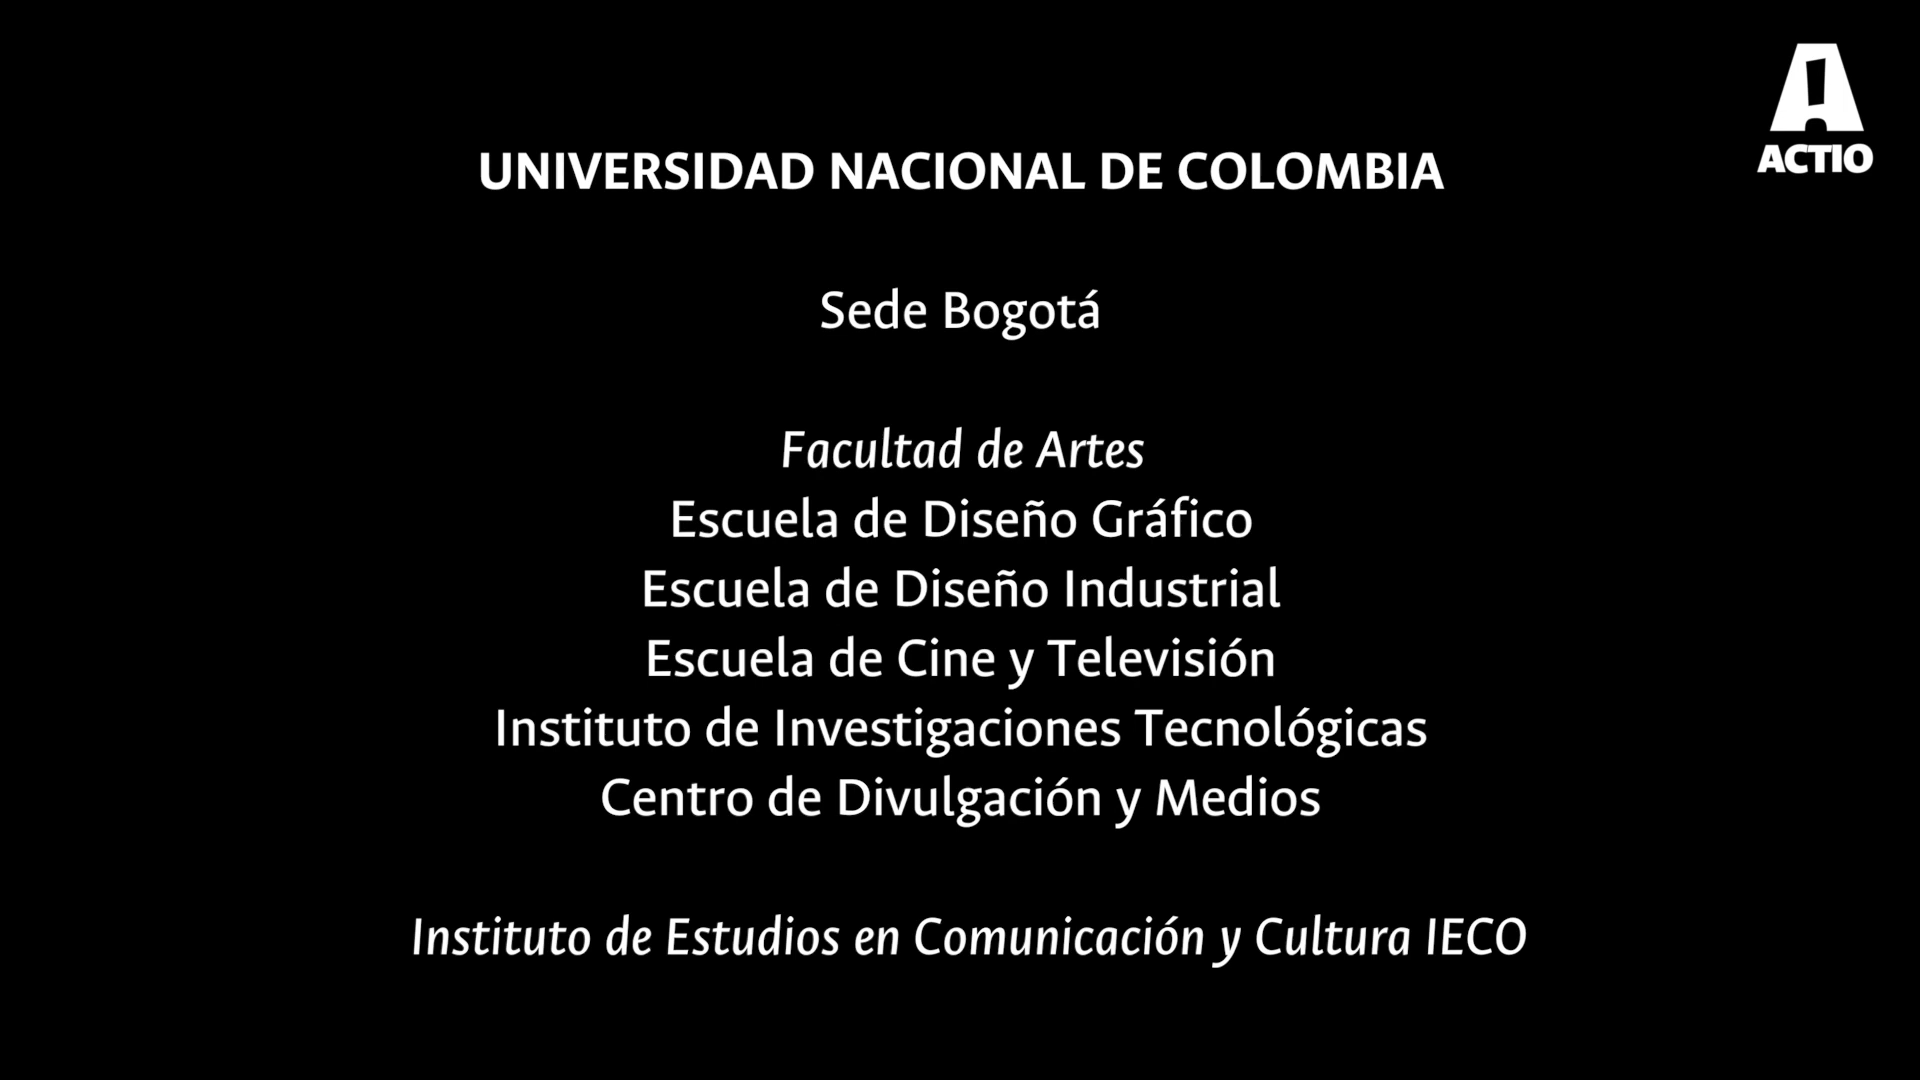 ACTIO
UNIVERSIDAD NACIONAL DE COLOMBIA
Sede Bogotá
Facultad de Artes
Escuela de Diseño Gráfico
Escuela de Diseño Industrial
Escuela de Cine y Televisión
Instituto de Investigaciones Tecnológicas
Centro de Divulgación y Medios
Instituto de Estudios en Comunicación y Cultura IECO